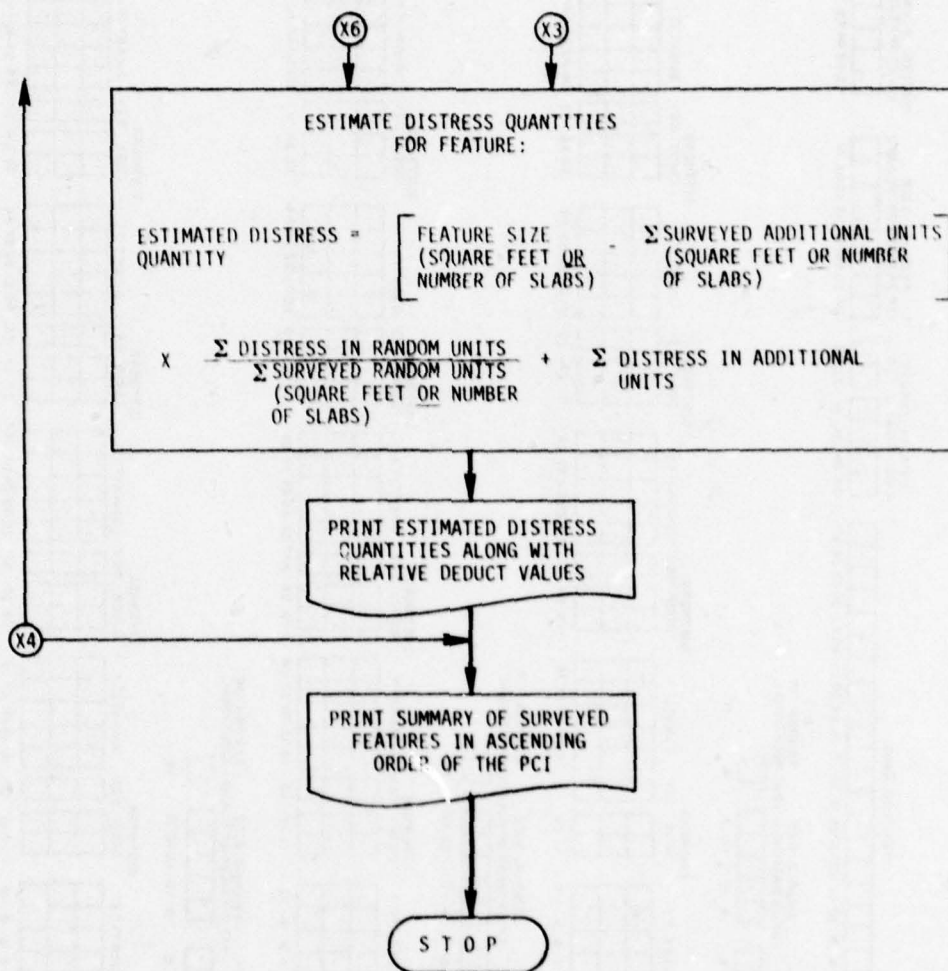 X6 X3
ESTIMATE DISTRESS QUANTITIES
FOR FEATURE:
ESTIMATED DISTRESS =
QUANTITY
FEATURE SIZE
(SQUARE FEET OR
NUMBER OF SLABS)
-
Σ SURVEYED ADDITIONAL UNITS
(SQUARE FEET OR NUMBER
OF SLABS)
X
Σ DISTRESS IN RANDOM UNITS
Σ SURVEYED RANDOM UNITS
(SQUARE FEET OR NUMBER
OF SLABS)
+
Σ DISTRESS IN ADDITIONAL
UNITS
PRINT ESTIMATED DISTRESS
QUANTITIES ALONG WITH
RELATIVE DEDUCT VALUES
X4
PRINT SUMMARY OF SURVEYED
FEATURES IN ASCENDING
ORDER OF THE PCI
STOP